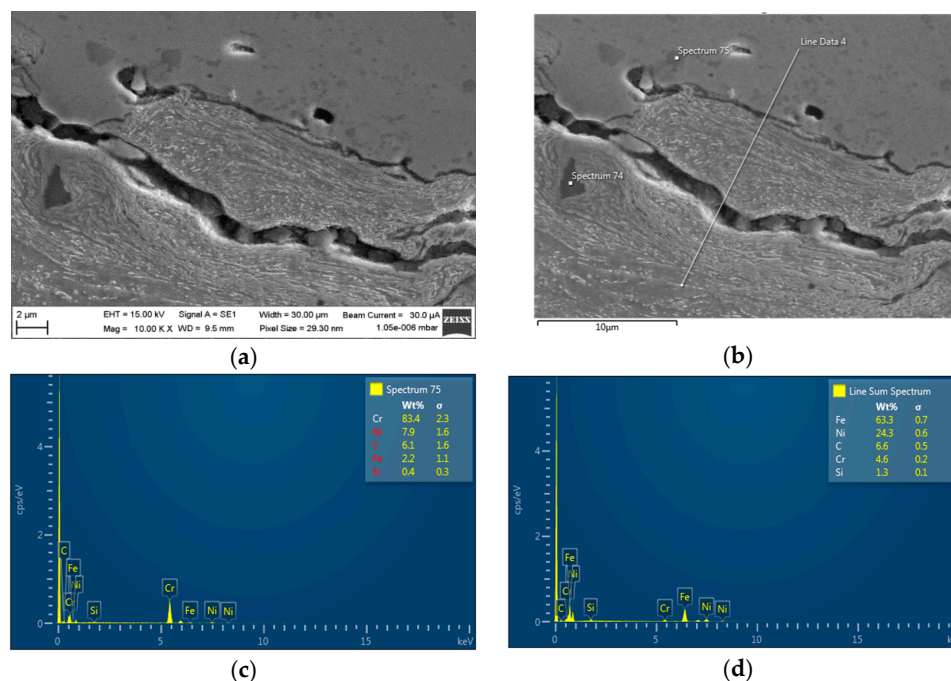 Spectrum 75
Line Data 4
Spectrum 74
2 µm
EHT = 15.00 kV Signal A = SE1 Width = 30.00 µm Beam Current = 30.0 µA
Mag = 10.00 K X WD = 9.5 mm Pixel Size = 29.30 nm 1.05e-006 mbar
ZEISS
10µm
(a)
(b)
Spectrum 75
Wt% σ
Cr 83.4 2.3
Ni 7.9 1.6
C 6.1 1.6
Fe 2.2 1.1
Si 0.4 0.3
cps/eV
4
2
0
C
Fe
Ni
Si
Cr
Fe
Ni
Ni
0 5 10 15 keV
(c)
Line Sum Spectrum
Wt% σ
Fe 63.3 0.7
Ni 24.3 0.6
C 6.6 0.5
Cr 4.6 0.2
Si 1.3 0.1
cps/eV
4
2
0
Fe
Ni
C
Si
Cr
Fe
Ni
Ni
0 5 10 15
(d)